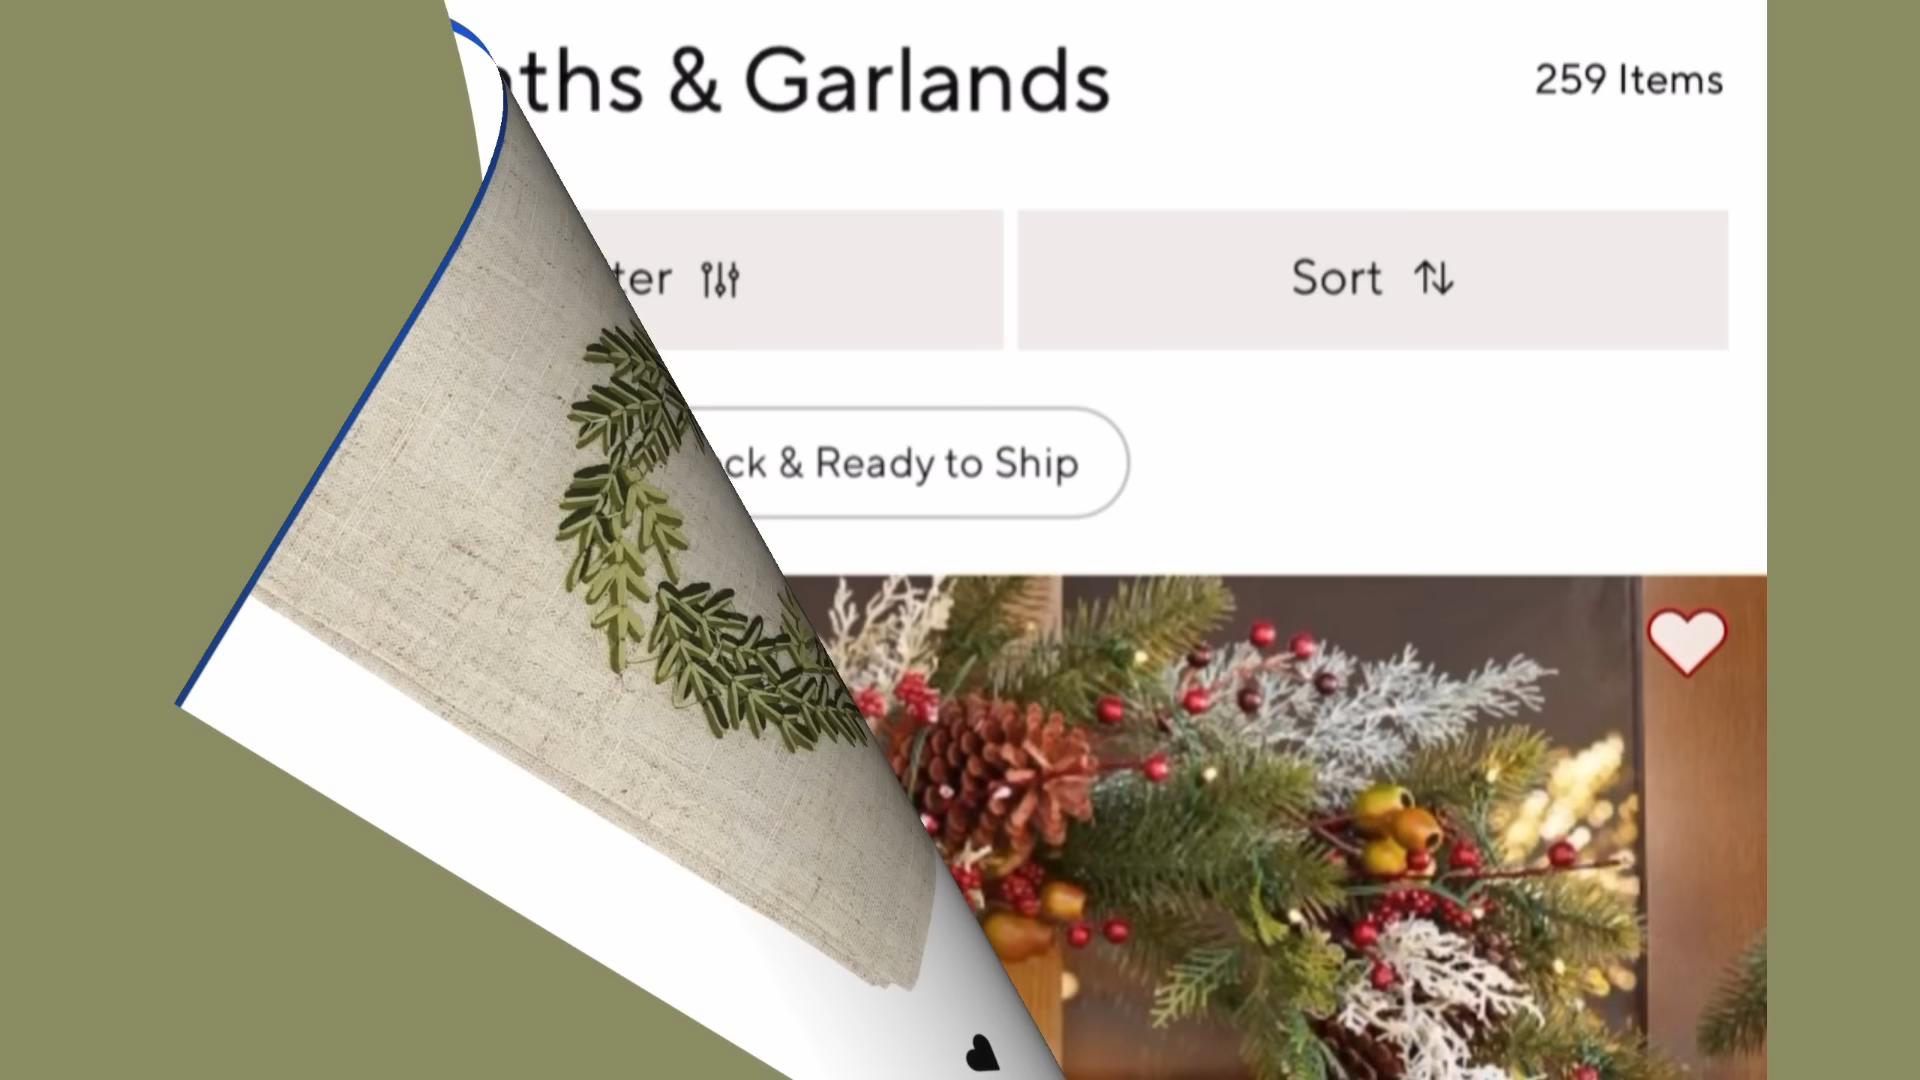 ths & Garlands
259 Items
ter
Sort
ck & Ready to Ship